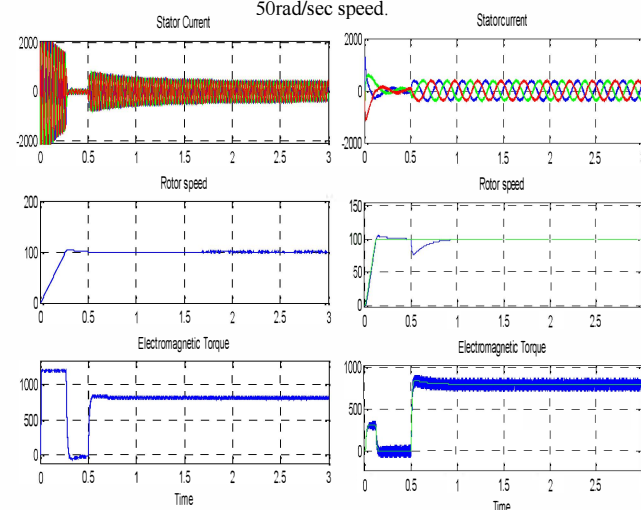 50rad/sec speed.
Stator Current
2000
0
-2000
0 0.5 1 1.5 2 2.5 3
Rotor speed
200
100
0
0 0.5 1 1.5 2 2.5 3
Electromagnetic Torque
1000
500
0
0 0.5 1 1.5 2 2.5 3
Time
Statorcurrent
2000
0
-2000
0 0.5 1 1.5 2 2.5
Rotor speed
150
100
50
0
0 0.5 1 1.5 2 2.5
Electromagnetic Torque
1000
500
0
0 0.5 1 1.5 2 2.5
Time